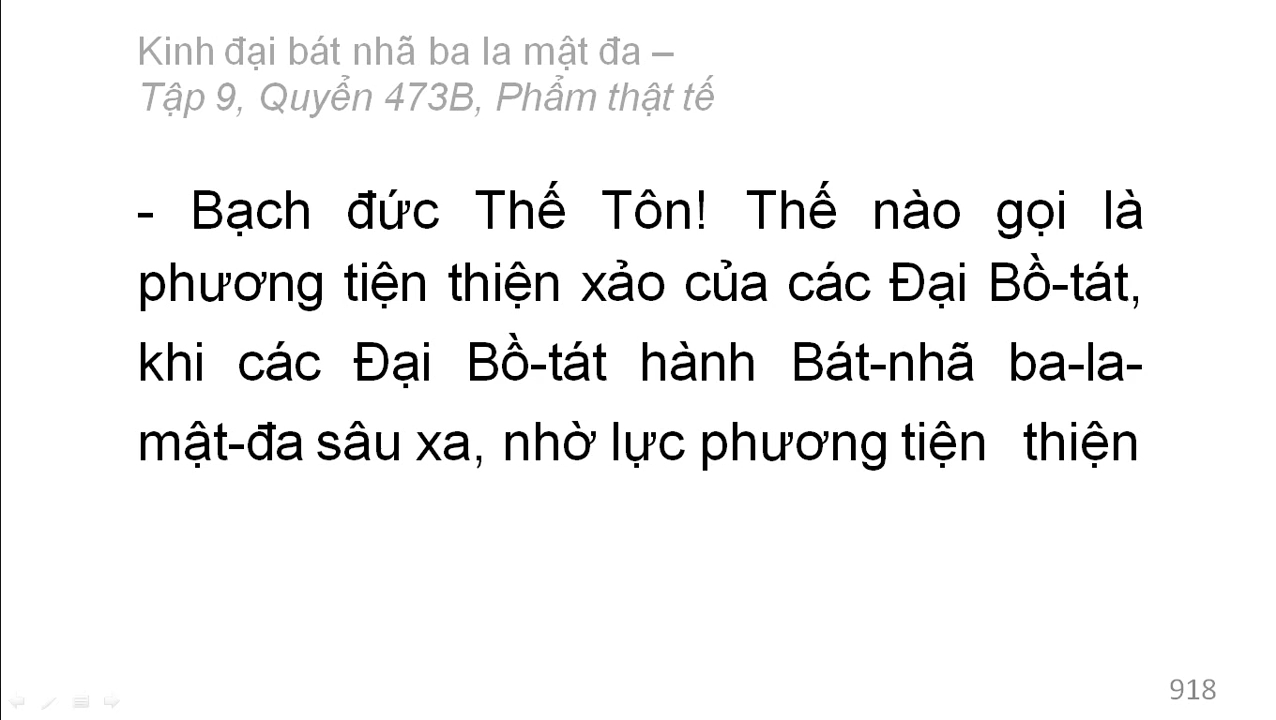 Kinh đại bát nhã ba la mật đa –
Tập 9, Quyển 473B, Phẩm thật tế
- Bạch đức Thế Tôn! Thế nào gọi là
phương tiện thiện xảo của các Đại Bồ-tát,
khi các Đại Bồ-tát hành Bát-nhã ba-la-
mật-đa sâu xa, nhờ lực phương tiện thiện
918